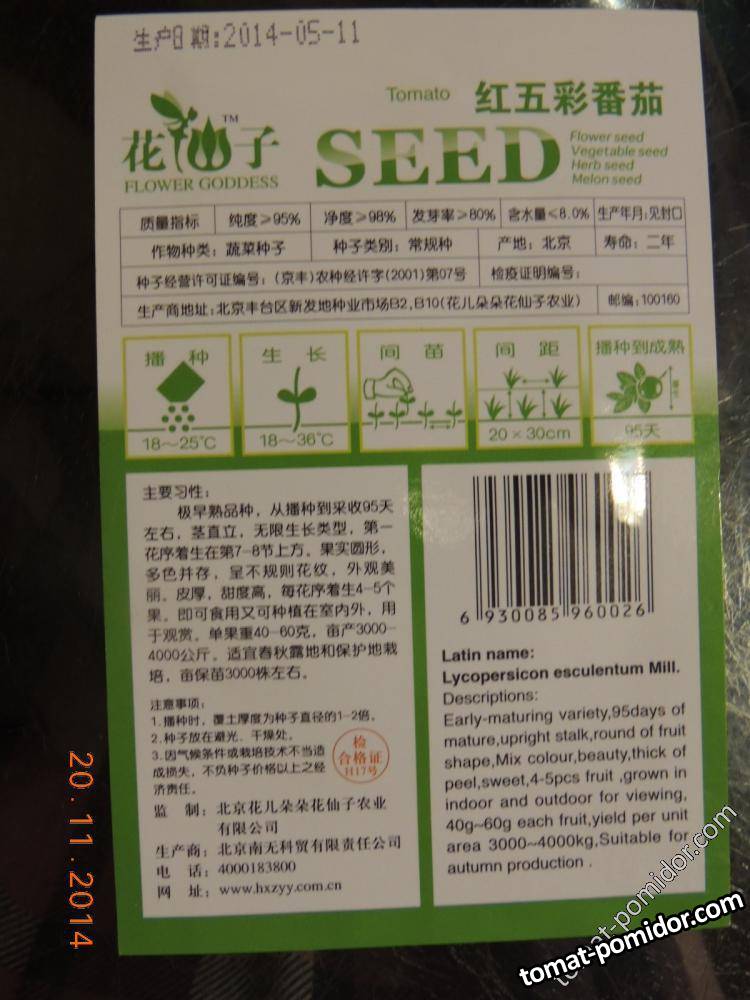 生产日期:2014-05-11
Tomato 红五彩番茄
花仙子
TM
FLOWER GODDESS
SEED
Flower seed
Vegetable seed
Herb seed
Melon seed
质量指标 纯度≥95% 净度≥98% 发芽率≥80% 含水量≤8.0% 生产年月:见封口
作物种类：蔬菜种子 种子类别：常规种 产地：北京 寿命：二年
种子经营许可证编号：(京丰)农种经许字(2001)第07号 检疫证明编号：
生产商地址：北京丰台区新发地种业市场B2,B10(花儿朵朵花仙子农业) 邮编:100160
播种 生长 间苗 间距 播种到成熟
18～25℃ 18～36℃ 20×30cm 95天
主要习性：
极早熟品种，从播种到采收95天
左右，茎直立，无限生长类型，第一
花序着生在第7-8节上方。果实圆形，
多色并存，呈不规则花纹，外观美
丽。皮厚，甜度高，每花序着生4-5个
果。即可食用又可种植在室内外，用
于观赏。单果重40-60克，亩产3000-
4000公斤。适宜春秋露地和保护地栽
培，亩保苗3000株左右。
注意事项：
1.播种时，覆土厚度为种子直径的1-2倍。
2.种子放在避光、干燥处。
3.因气候条件或栽培技术不当造
成损失，不负种子价格以上之经
济责任。
检
合格证
H17号
监 制：北京花儿朵朵花仙子农业
有限公司
生产商：北京南无科贸有限责任公司
电 话：4000183800
网 址：www.hxzyy.com.cn
6 930085 960026
Latin name:
Lycopersicon esculentum Mill.
Descriptions:
Early-maturing variety,95days of
mature,upright stalk,round of fruit
shape,Mix colour,beauty,thick of
peel,sweet,4-5pcs fruit ,grown in
indoor and outdoor for viewing,
40g~60g each fruit,yield per unit
area 3000~4000kg,Suitable for
autumn production .
20.11.2014
tomat-pomidor.com
tomat-pomidor.com